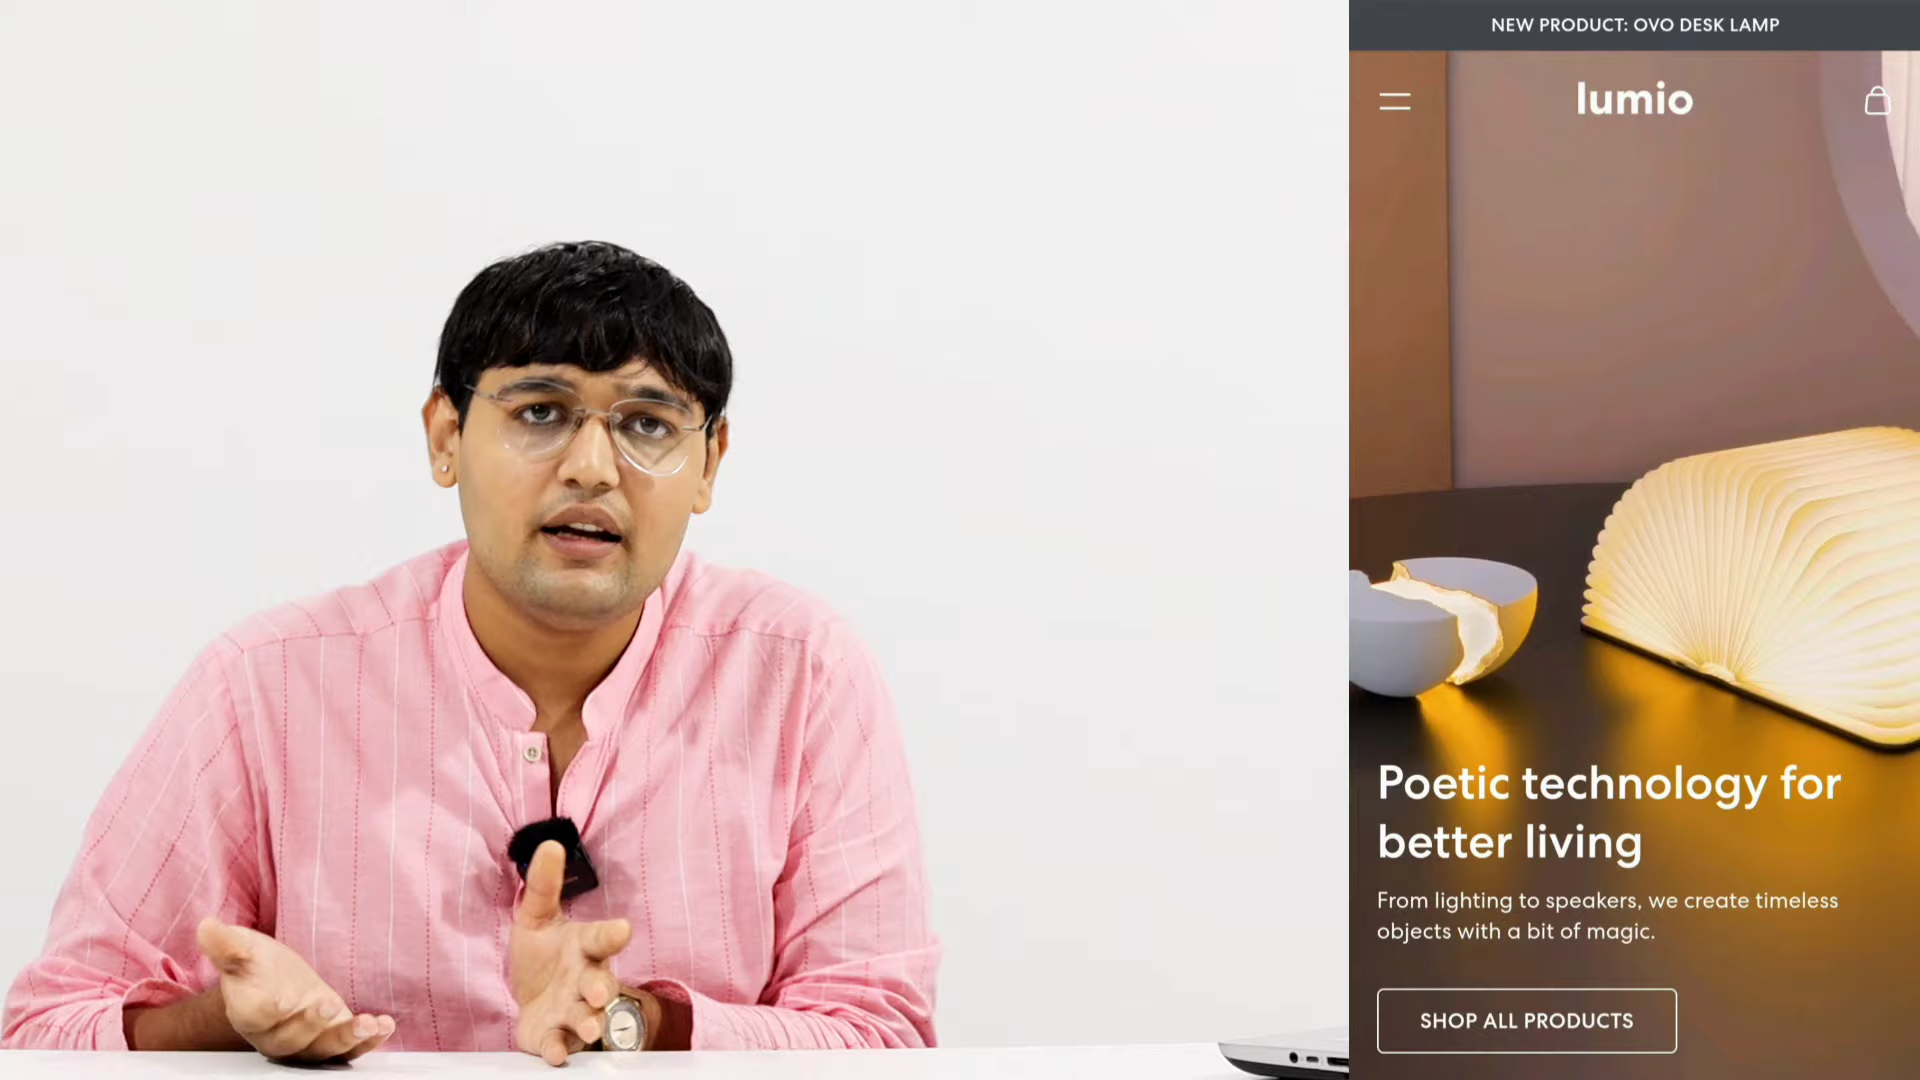 NEW PRODUCT: OVO DESK LAMP
lumio
Poetic technology for
better living
From lighting to speakers, we create timeless
objects with a bit of magic.
SHOP ALL PRODUCTS